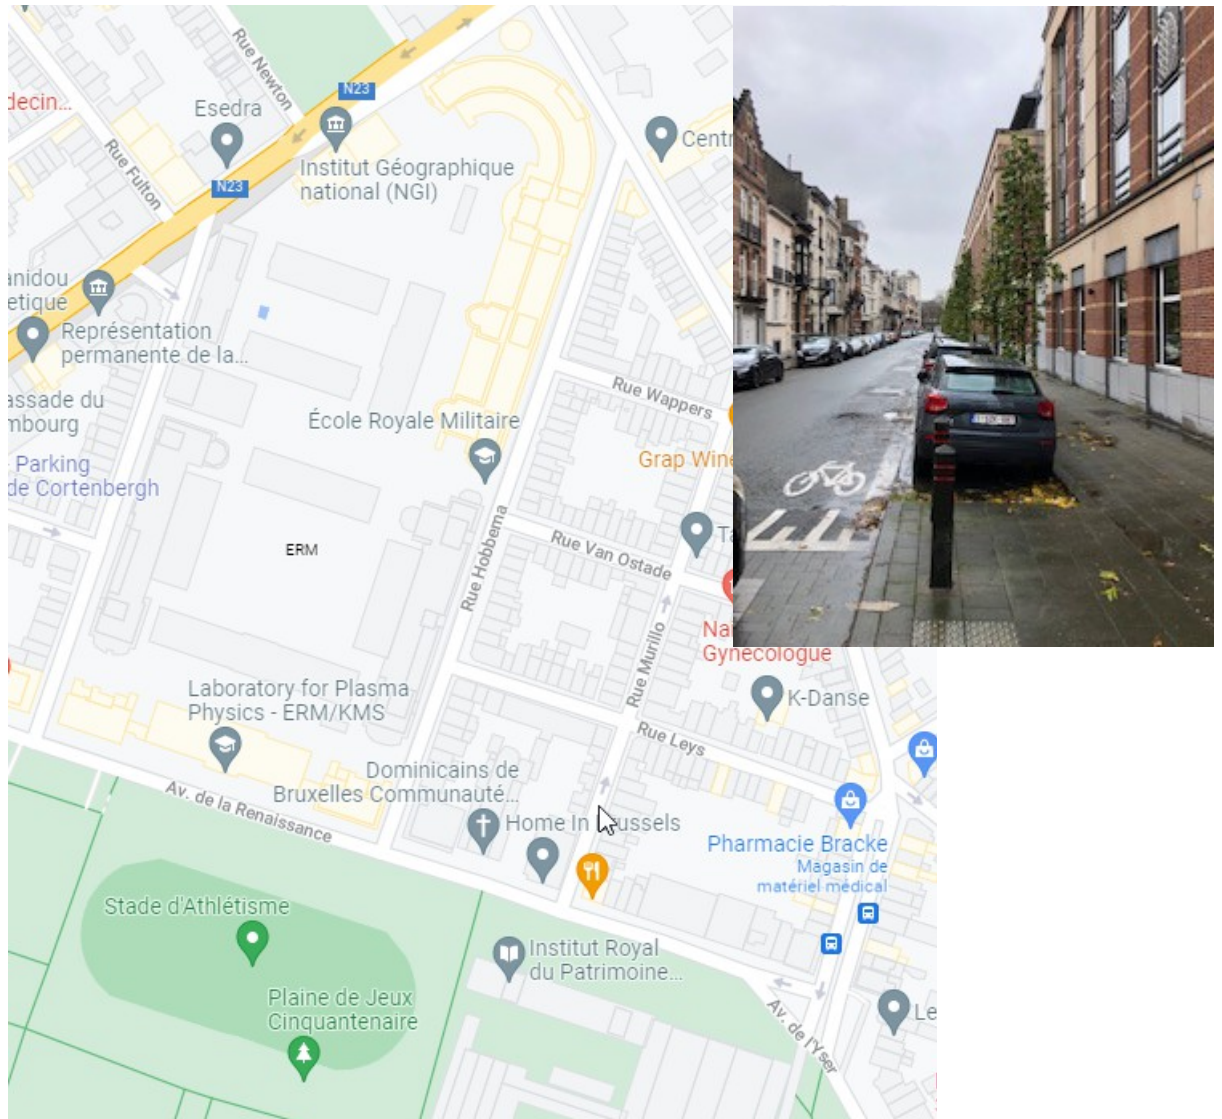 Rue Newton
N23
decin...
Esedra
Centr
Rue Fulton
Institut Géographique
national (NGI)
N23
anidou
etique
Représentation
permanente de la...
assade du
mbourg
École Royale Militaire
Rue Wappers
Parking
de Cortenbergh
Grap Wine
ERM
Rue Hobbema
Rue Van Ostade
Ta
Nai
Gynécologue
Rue Murillo
Laboratory for Plasma
Physics - ERM/KMS
K-Danse
Rue Leys
Dominicains de
Bruxelles Communauté...
Av. de la Renaissance
Home In Brussels
Pharmacie Bracke
Magasin de
matériel médical
Stade d'Athlétisme
Institut Royal
du Patrimoine...
Plaine de Jeux
Cinquantenaire
Le
Av. de l'Yser